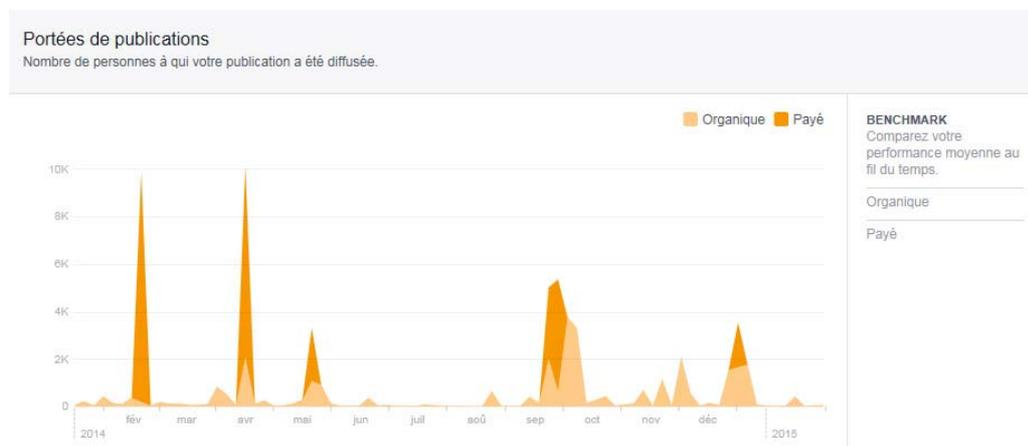 Portées de publications
Nombre de personnes à qui votre publication a été diffusée.
Organique Payé
BENCHMARK
Comparez votre
performance moyenne au
fil du temps.
Organique
Payé
10K
8K
6K
4K
2K
0
fév mar avr mai jun juil aoû sep oct nov déc
2014 2015